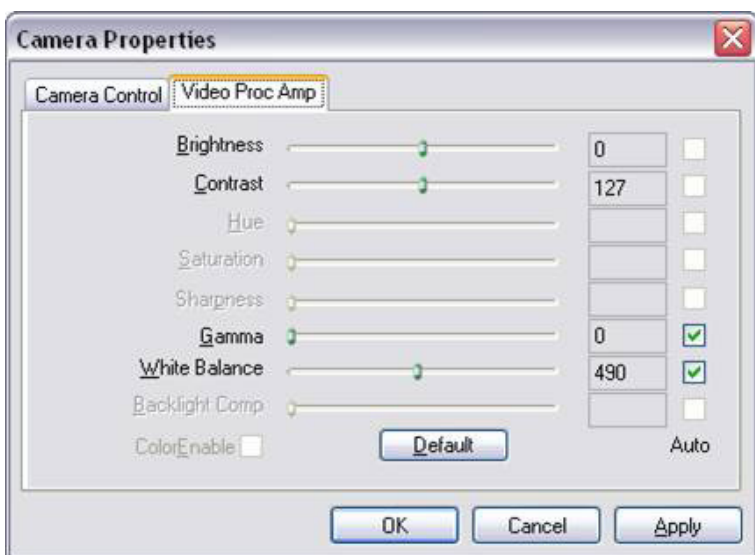 Camera Properties
Camera Control
Video Proc Amp
Brightness 0
Contrast 127
Hue
Saturation
Sharpness
Gamma 0
White Balance 490
Backlight Comp
ColorEnable Default Auto
OK Cancel Apply